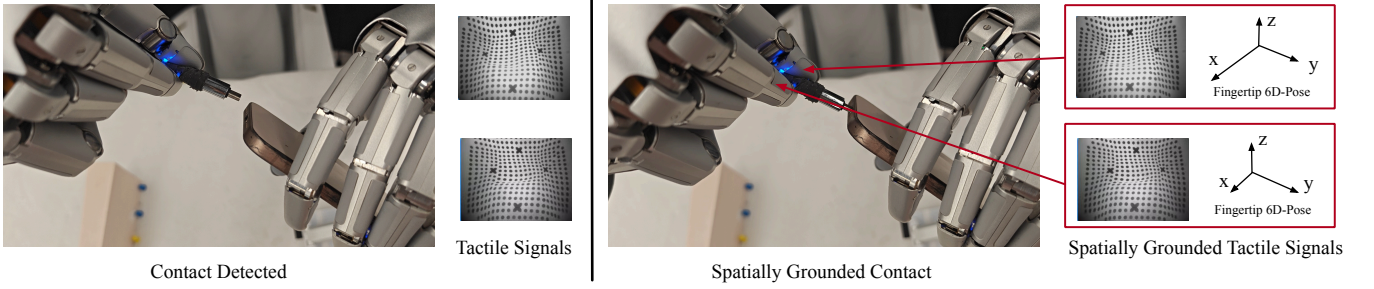 Tactile Signals
Contact Detected
z
x
y
Fingertip 6D-Pose
z
x
y
Fingertip 6D-Pose
Spatially Grounded Contact
Spatially Grounded Tactile Signals